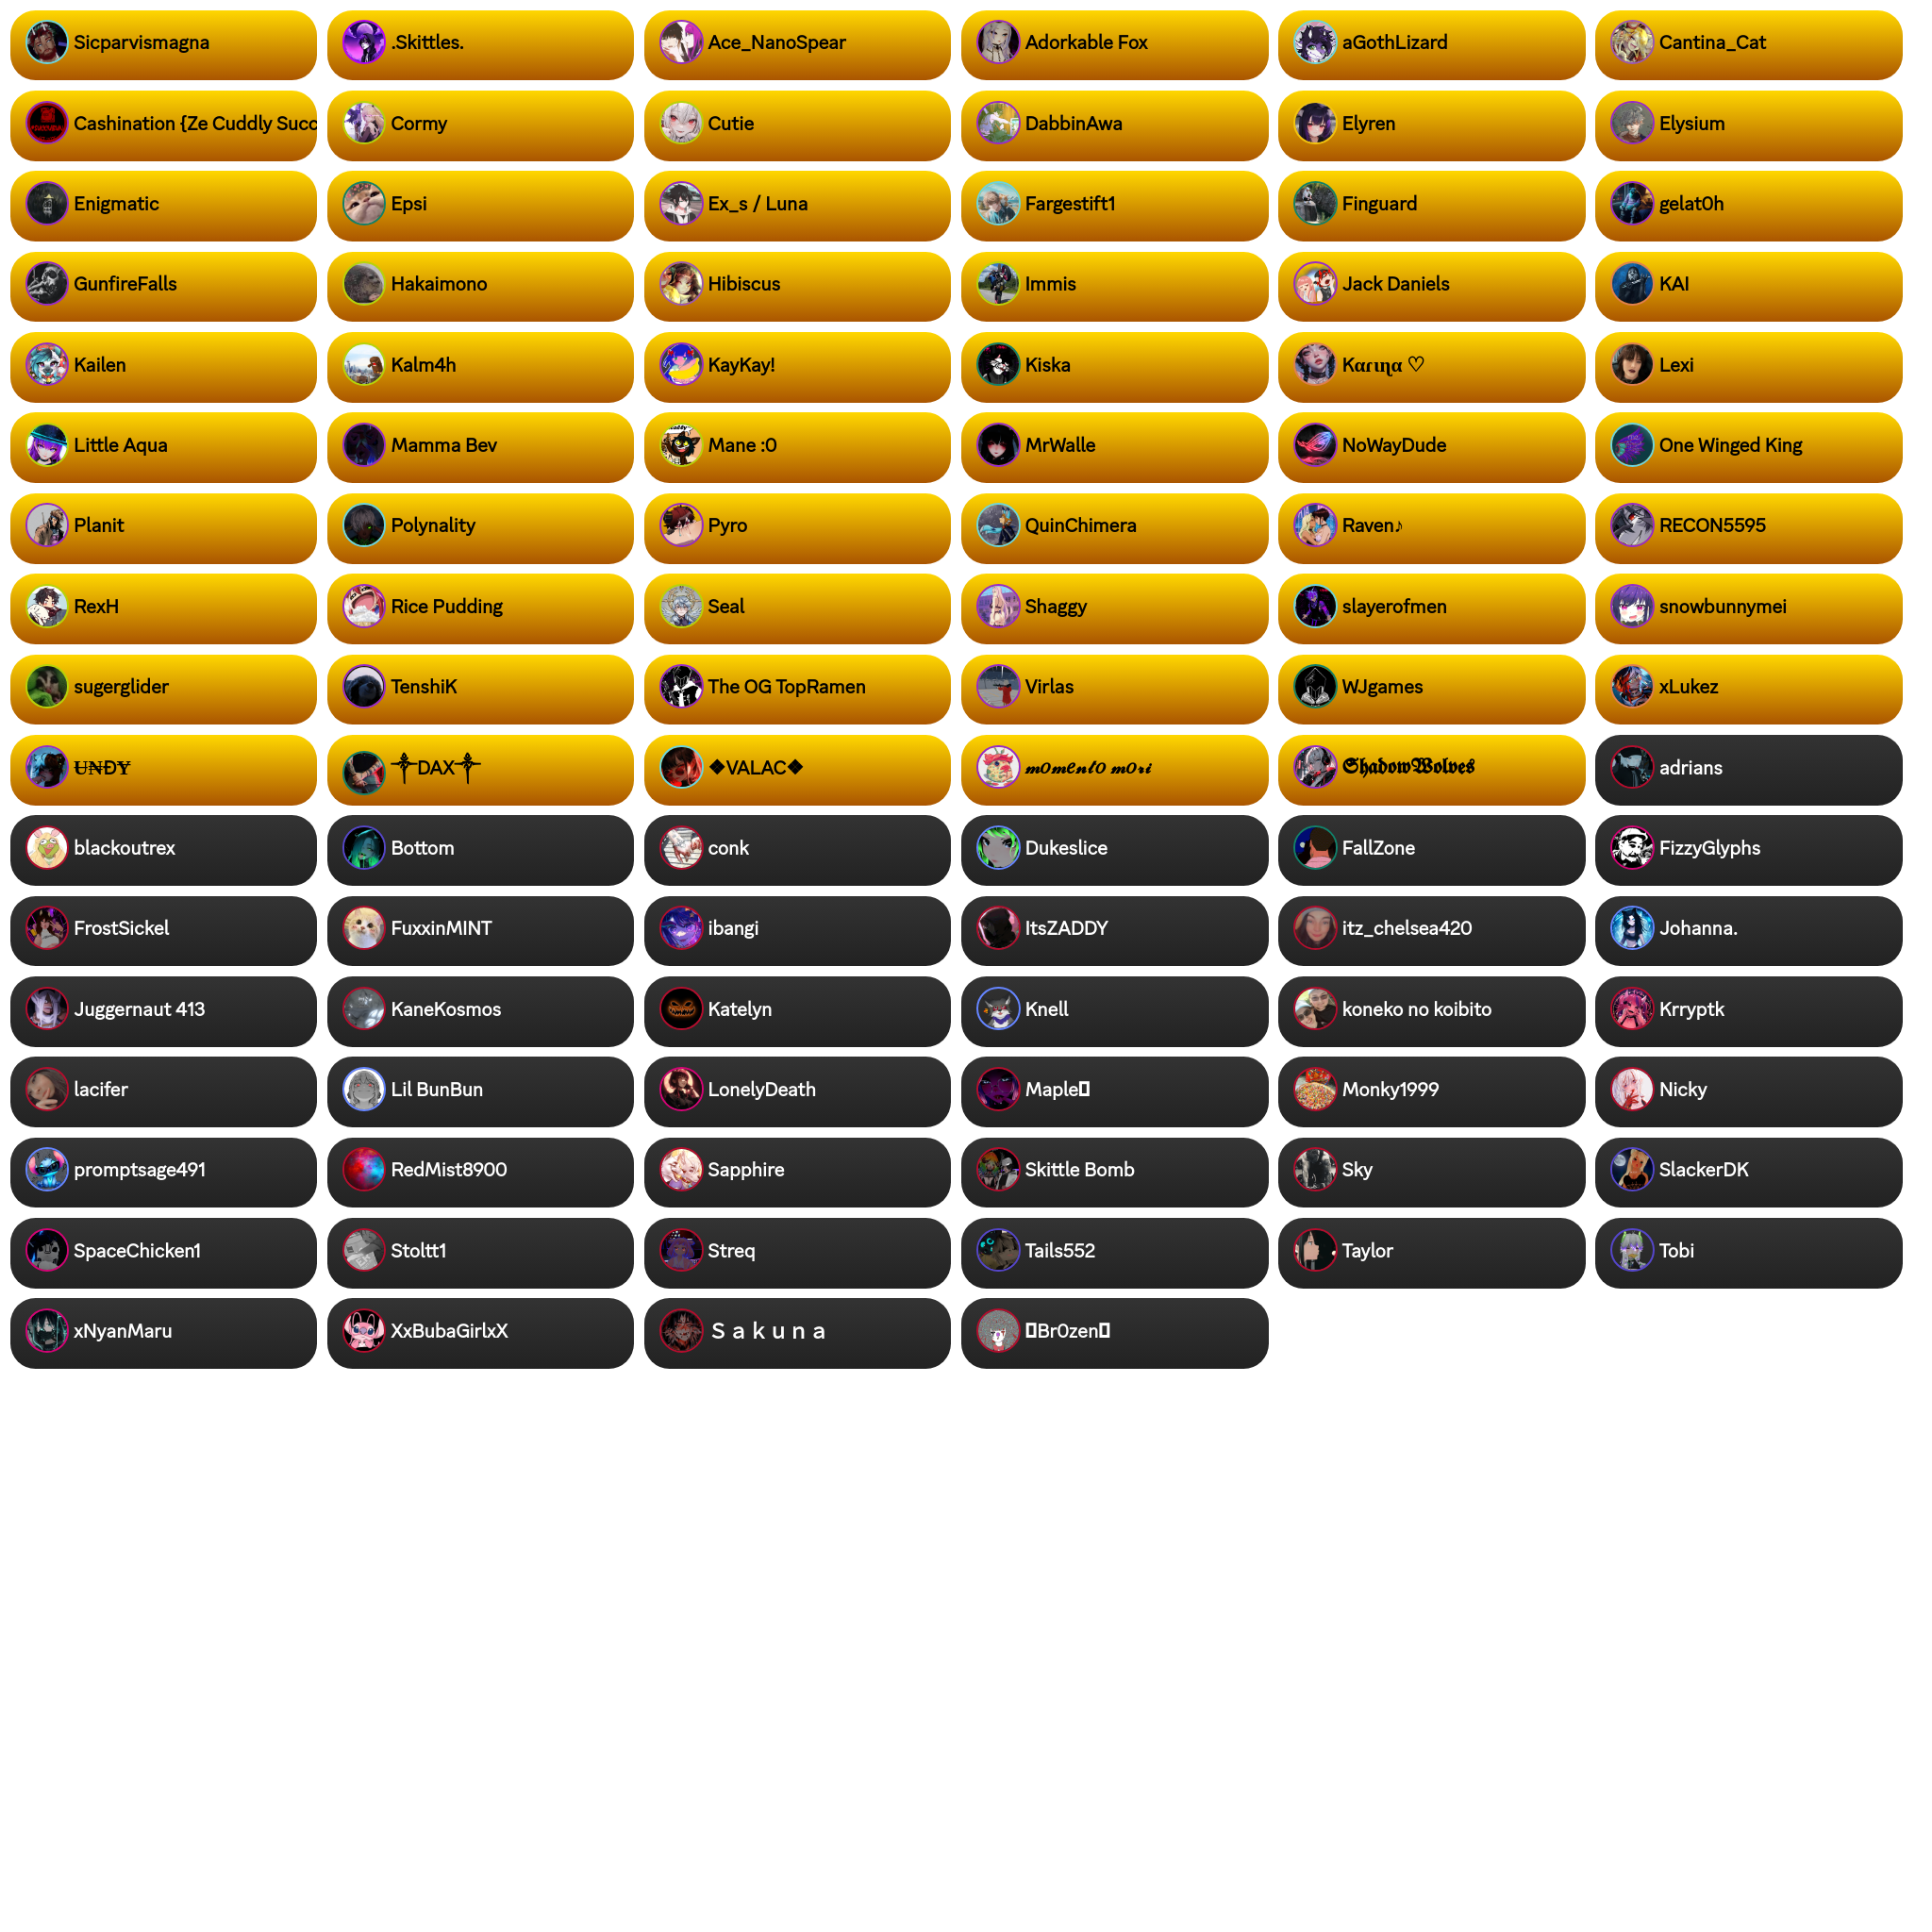 Sicparvismagna
.Skittles.
Ace_NanoSpear
Adorkable Fox
aGothLizard
Cantina_Cat
Cashination {Ze Cuddly Succ
Cormy
Cutie
DabbinAwa
Elyren
Elysium
Enigmatic
Epsi
Ex_s / Luna
Fargestift1
Finguard
gelat0h
GunfireFalls
Hakaimono
Hibiscus
Immis
Jack Daniels
KAI
Kailen
Kalm4h
KayKay!
Kiska
Kαɾιɳα ♡
Lexi
Little Aqua
Mamma Bev
Mane :0
MrWalle
NoWayDude
One Winged King
Planit
Polynality
Pyro
QuinChimera
Raven♪
RECON5595
RexH
Rice Pudding
Seal
Shaggy
slayerofmen
snowbunnymei
sugerglider
TenshiK
The OG TopRamen
Virlas
WJgames
xLukez
U̶N̶ĐɎ
༒DAX༒
❖VALAC❖
𝓶𝓸𝓶𝓮𝓷𝓽𝓸 𝓶𝓸𝓻𝓲
𝕾𝖍𝖆𝖉𝖔𝖜𝖂𝖔𝖑𝖛𝖊𝖘
adrians
blackoutrex
Bottom
conk
Dukeslice
FallZone
FizzyGlyphs
FrostSickel
FuxxinMINT
ibangi
ItsZADDY
itz_chelsea420
Johanna.
Juggernaut 413
KaneKosmos
Katelyn
Knell
koneko no koibito
Krryptk
lacifer
Lil BunBun
LonelyDeath
Maple
Monky1999
Nicky
promptsage491
RedMist8900
Sapphire
Skittle Bomb
Sky
SlackerDK
SpaceChicken1
Stoltt1
Streq
Tails552
Taylor
Tobi
xNyanMaru
XxBubaGirlxX
Ｓａｋｕｎａ
Br0zen